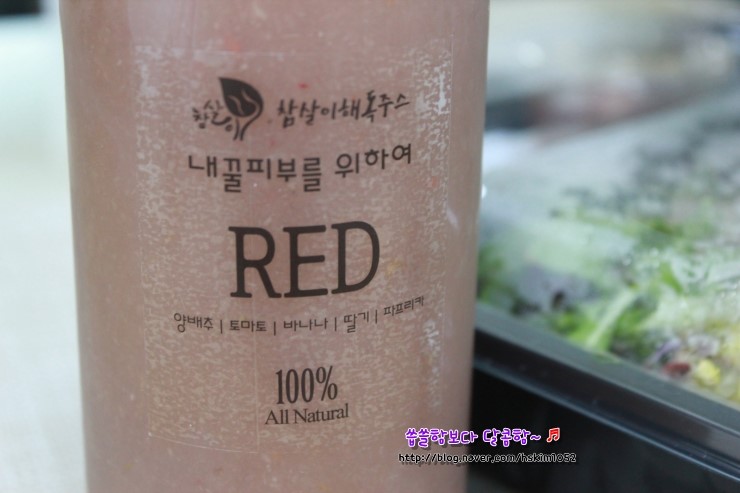 참살이
참살이해독주스
내꿀피부를 위하여
RED
양배추 | 토마토 | 바나나 | 딸기 | 파프리카
100%
All Natural
씁쓸함보다 달콤함~ ♬
http://blog.naver.com/hskim1052